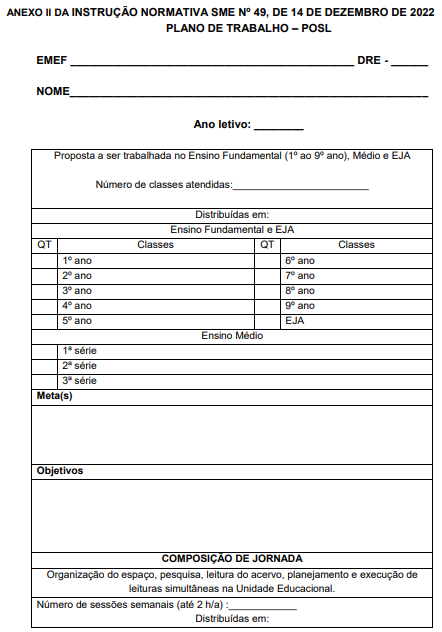 ANEXO II DA INSTRUÇÃO NORMATIVA SME Nº 49, DE 14 DE DEZEMBRO DE 2022
PLANO DE TRABALHO – POSL
EMEF ________________________________________ DRE - ______
NOME____________________________________________________
Ano letivo: ________
Proposta a ser trabalhada no Ensino Fundamental (1º ao 9º ano), Médio e EJA
Número de classes atendidas:________________________
Distribuídas em:
Ensino Fundamental e EJA
QT Classes QT Classes
1º ano 6º ano
2º ano 7º ano
3º ano 8º ano
4º ano 9º ano
5º ano EJA
Ensino Médio
1ª série
2ª série
3ª série
Meta(s)
Objetivos
COMPOSIÇÃO DE JORNADA
Organização do espaço, pesquisa, leitura do acervo, planejamento e execução de
leituras simultâneas na Unidade Educacional.
Número de sessões semanais (até 2 h/a) :____________
Distribuídas em: